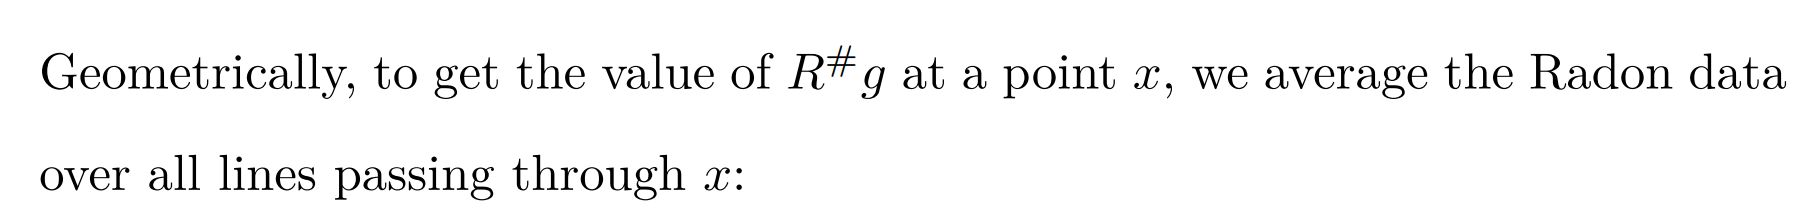 Geometrically, to get the value of R^# g at a point x, we average the Radon data
over all lines passing through x: